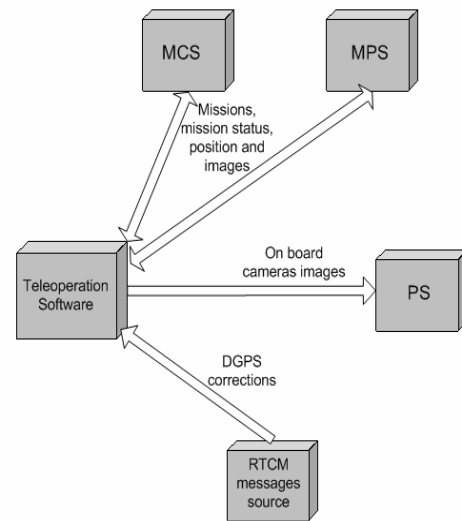 MCS
MPS
Missions,
mission status,
position and
images
Teleoperation
Software
On board
cameras images
PS
DGPS
corrections
RTCM
messages
source